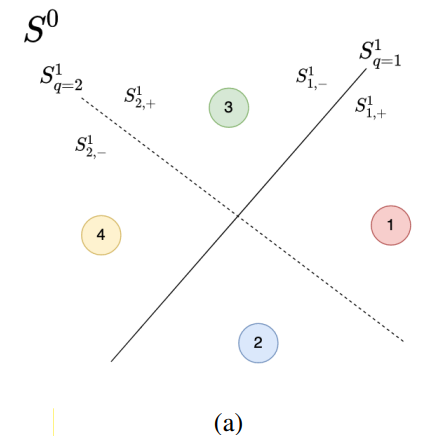 S^0
S^1_{q=1}
S^1_{q=2}
S^1_{2,+}
S^1_{1,-}
S^1_{1,+}
S^1_{2,-}
3
1
4
2
(a)